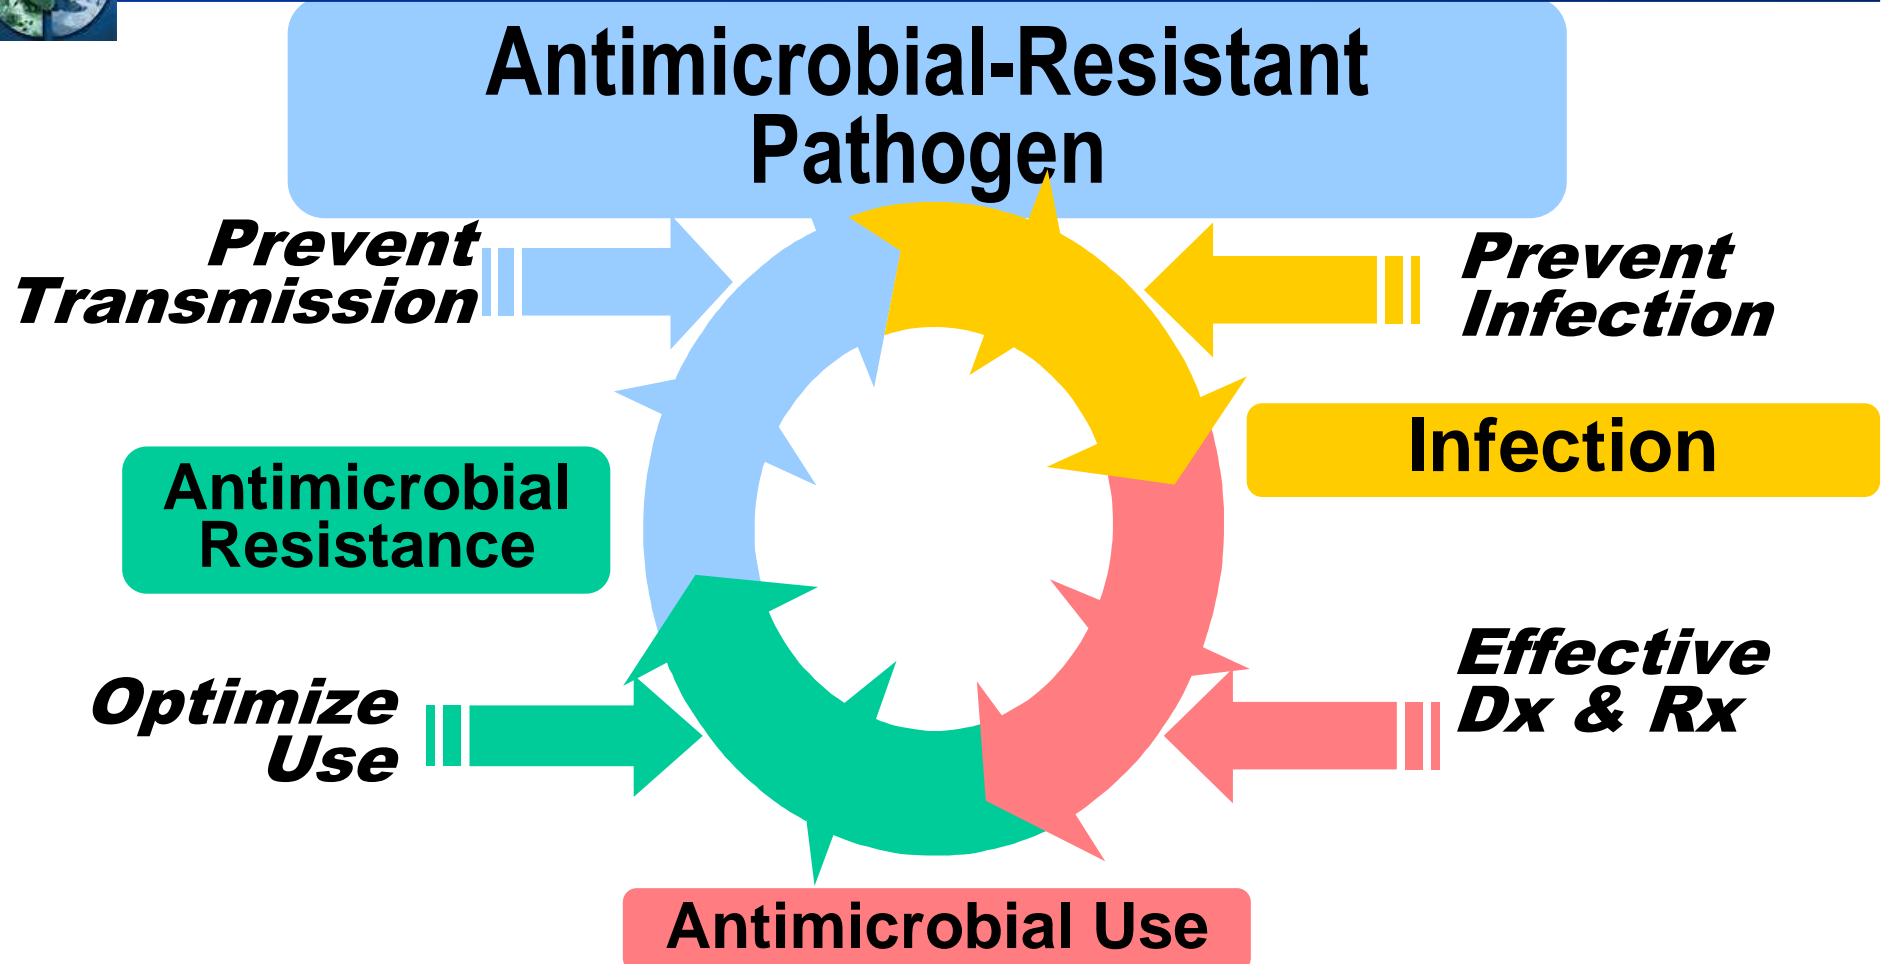 Antimicrobial-Resistant
Pathogen
Prevent
Transmission
Prevent
Infection
Antimicrobial
Resistance
Infection
Optimize
Use
Effective
Dx & Rx
Antimicrobial Use